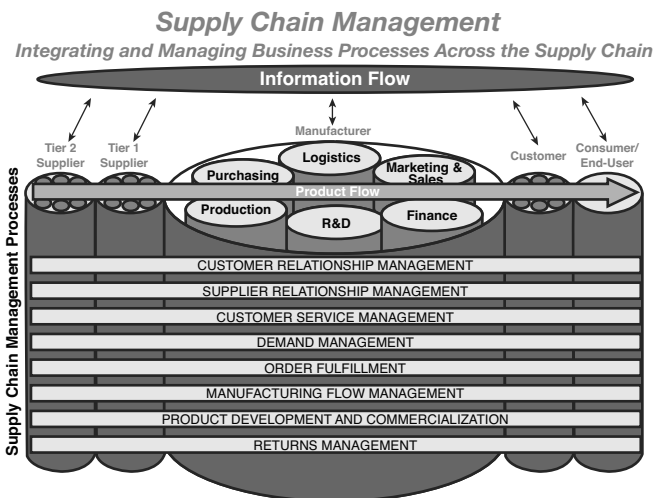 Supply Chain Management
Integrating and Managing Business Processes Across the Supply Chain
Information Flow
Manufacturer
Tier 2
Supplier
Tier 1
Supplier
Customer
Consumer/
End-User
Logistics
Purchasing
Marketing &
Sales
Product Flow
Production
R&D
Finance
Supply Chain Management Processes
CUSTOMER RELATIONSHIP MANAGEMENT
SUPPLIER RELATIONSHIP MANAGEMENT
CUSTOMER SERVICE MANAGEMENT
DEMAND MANAGEMENT
ORDER FULFILLMENT
MANUFACTURING FLOW MANAGEMENT
PRODUCT DEVELOPMENT AND COMMERCIALIZATION
RETURNS MANAGEMENT